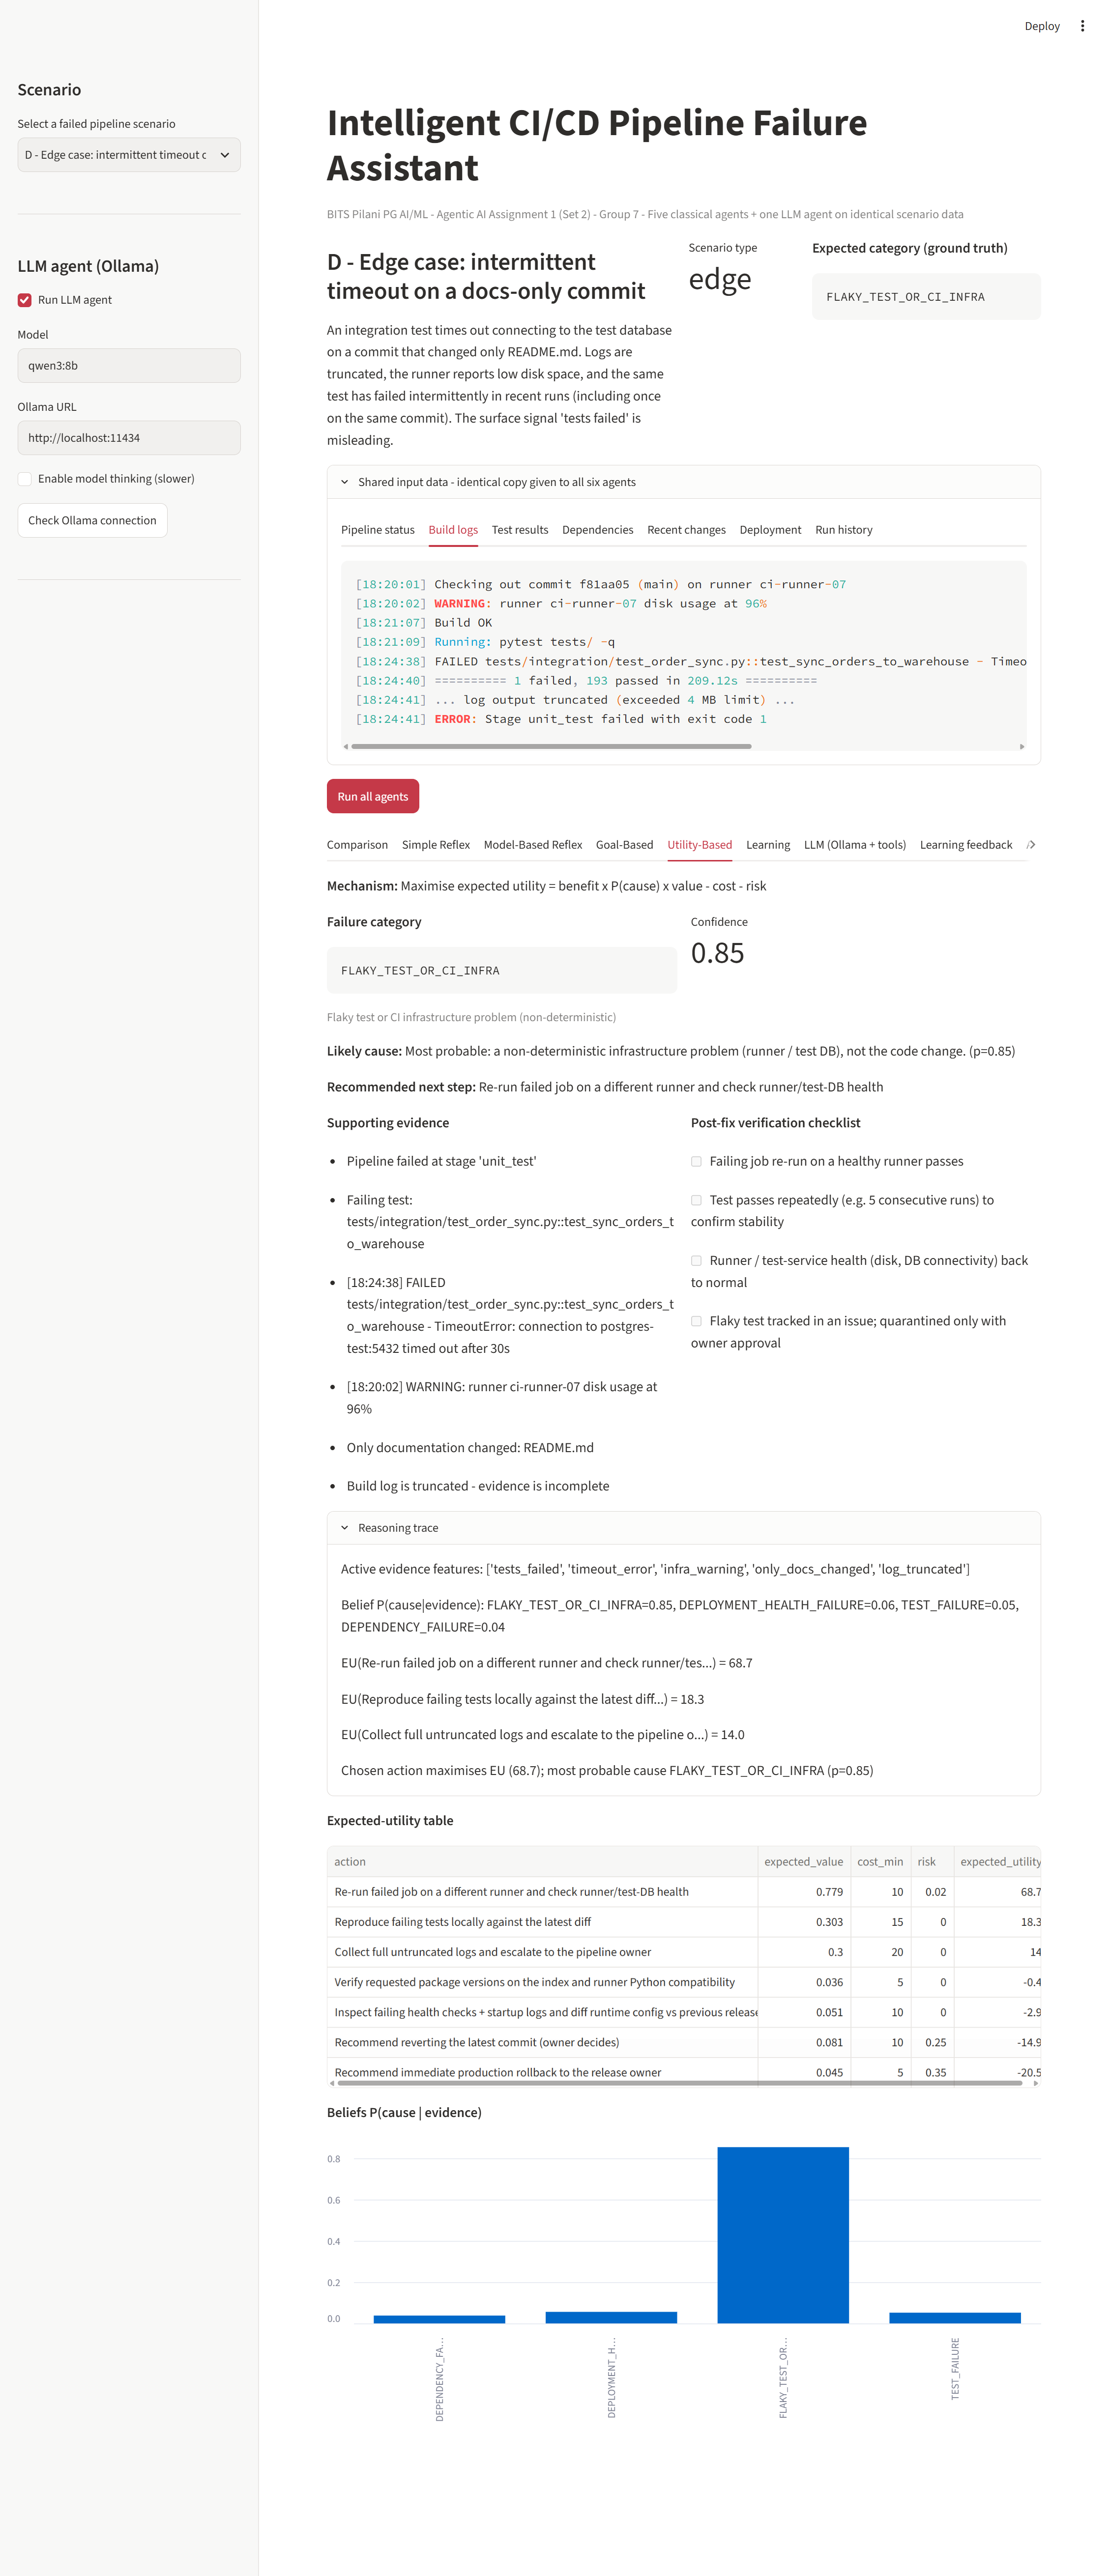 Deploy
Scenario
Select a failed pipeline scenario
D - Edge case: intermittent timeout c
LLM agent (Ollama)
Run LLM agent
Model
qwen3:8b
Ollama URL
http://localhost:11434
Enable model thinking (slower)
Check Ollama connection
Intelligent CI/CD Pipeline Failure
Assistant
BITS Pilani PG AI/ML - Agentic AI Assignment 1 (Set 2) - Group 7 - Five classical agents + one LLM agent on identical scenario data
D - Edge case: intermittent
timeout on a docs-only commit
An integration test times out connecting to the test database
on a commit that changed only README.md. Logs are
truncated, the runner reports low disk space, and the same
test has failed intermittently in recent runs (including once
on the same commit). The surface signal 'tests failed' is
misleading.
Scenario type
edge
Expected category (ground truth)
FLAKY_TEST_OR_CI_INFRA
Shared input data - identical copy given to all six agents
Pipeline status Build logs Test results Dependencies Recent changes Deployment Run history
[18:20:01] Checking out commit f81aa05 (main) on runner ci-runner-07
[18:20:02] WARNING: runner ci-runner-07 disk usage at 96%
[18:21:07] Build OK
[18:21:09] Running: pytest tests/ -q
[18:24:38] FAILED tests/integration/test_order_sync.py::test_sync_orders_to_warehouse - Timeo
[18:24:40] ========== 1 failed, 193 passed in 209.12s ==========
[18:24:41] ... log output truncated (exceeded 4 MB limit) ...
[18:24:41] ERROR: Stage unit_test failed with exit code 1
Run all agents
Comparison Simple Reflex Model-Based Reflex Goal-Based Utility-Based Learning LLM (Ollama + tools) Learning feedback
Mechanism: Maximise expected utility = benefit x P(cause) x value - cost - risk
Failure category
FLAKY_TEST_OR_CI_INFRA
Confidence
0.85
Flaky test or CI infrastructure problem (non-deterministic)
Likely cause: Most probable: a non-deterministic infrastructure problem (runner / test DB), not the code change. (p=0.85)
Recommended next step: Re-run failed job on a different runner and check runner/test-DB health
Supporting evidence
Pipeline failed at stage 'unit_test'
Failing test:
tests/integration/test_order_sync.py::test_sync_orders_t
o_warehouse
[18:24:38] FAILED
tests/integration/test_order_sync.py::test_sync_orders_t
o_warehouse - TimeoutError: connection to postgres-
test:5432 timed out after 30s
[18:20:02] WARNING: runner ci-runner-07 disk usage at
96%
Only documentation changed: README.md
Build log is truncated - evidence is incomplete
Post-fix verification checklist
Failing job re-run on a healthy runner passes
Test passes repeatedly (e.g. 5 consecutive runs) to
confirm stability
Runner / test-service health (disk, DB connectivity) back
to normal
Flaky test tracked in an issue; quarantined only with
owner approval
Reasoning trace
Active evidence features: ['tests_failed', 'timeout_error', 'infra_warning', 'only_docs_changed', 'log_truncated']
Belief P(cause|evidence): FLAKY_TEST_OR_CI_INFRA=0.85, DEPLOYMENT_HEALTH_FAILURE=0.06, TEST_FAILURE=0.05,
DEPENDENCY_FAILURE=0.04
EU(Re-run failed job on a different runner and check runner/tes...) = 68.7
EU(Reproduce failing tests locally against the latest diff...) = 18.3
EU(Collect full untruncated logs and escalate to the pipeline o...) = 14.0
Chosen action maximises EU (68.7); most probable cause FLAKY_TEST_OR_CI_INFRA (p=0.85)
Expected-utility table
action expected_value cost_min risk expected_utility
Re-run failed job on a different runner and check runner/test-DB health 0.779 10 0.02 68.7
Reproduce failing tests locally against the latest diff 0.303 15 0 18.3
Collect full untruncated logs and escalate to the pipeline owner 0.3 20 0 14
Verify requested package versions on the index and runner Python compatibility 0.036 5 0 -0.4
Inspect failing health checks + startup logs and diff runtime config vs previous release 0.051 10 0 -2.9
Recommend reverting the latest commit (owner decides) 0.081 10 0.25 -14.9
Recommend immediate production rollback to the release owner 0.045 5 0.35 -20.5
Beliefs P(cause | evidence)
0.8
0.6
0.4
0.2
0.0
DEPENDENCY_FA…
DEPLOYMENT_H…
FLAKY_TEST_OR…
TEST_FAILURE